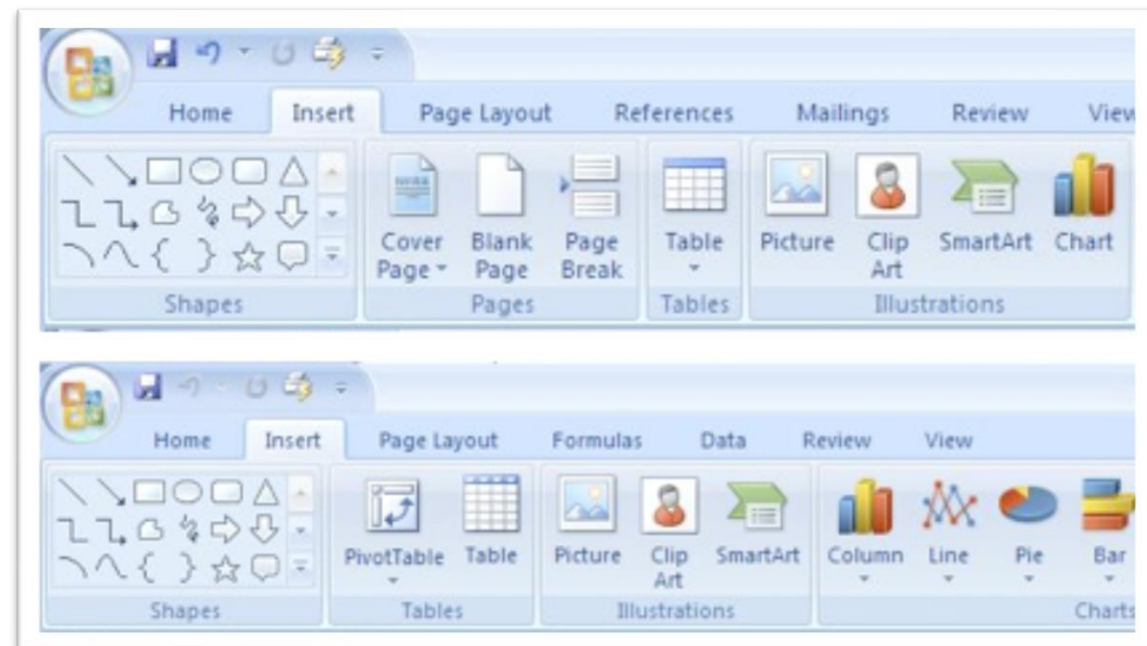 Home Insert Page Layout References Mailings Review View
Cover Page Blank Page Page Break Table Picture Clip Art SmartArt Chart
Shapes Pages Tables Illustrations
Home Insert Page Layout Formulas Data Review View
PivotTable Table Picture Clip Art SmartArt Column Line Pie Bar
Shapes Tables Illustrations Charts